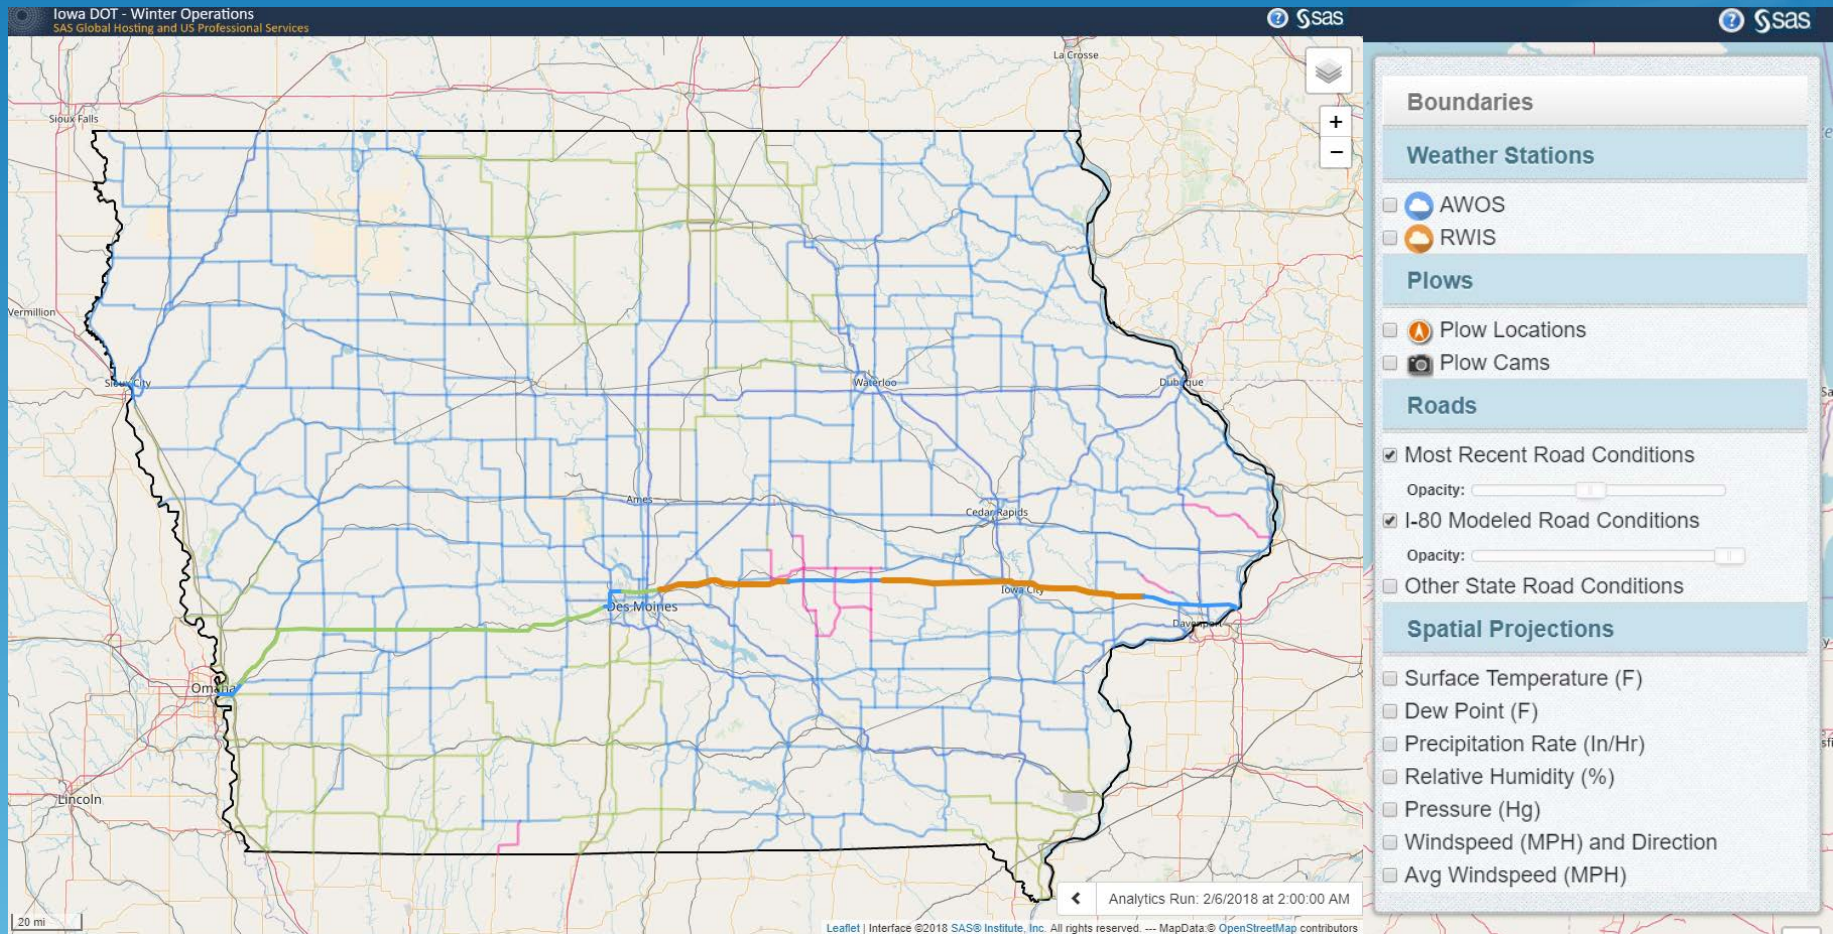 Iowa DOT - Winter Operations
SAS Global Hosting and US Professional Services
? sas
? sas
La Crosse
Sioux Falls
+
−
Vermillion
Sioux City
Waterloo
Dubuque
Ames
Cedar Rapids
Des Moines
Iowa City
Davenport
Omaha
Lincoln
20 mi
Analytics Run: 2/6/2018 at 2:00:00 AM
Leaflet | Interface ©2018 SAS® Institute, Inc. All rights reserved. --- MapData:© OpenStreetMap contributors
Boundaries
Weather Stations
AWOS
RWIS
Plows
Plow Locations
Plow Cams
Roads
Most Recent Road Conditions
Opacity:
I-80 Modeled Road Conditions
Opacity:
Other State Road Conditions
Spatial Projections
Surface Temperature (F)
Dew Point (F)
Precipitation Rate (In/Hr)
Relative Humidity (%)
Pressure (Hg)
Windspeed (MPH) and Direction
Avg Windspeed (MPH)